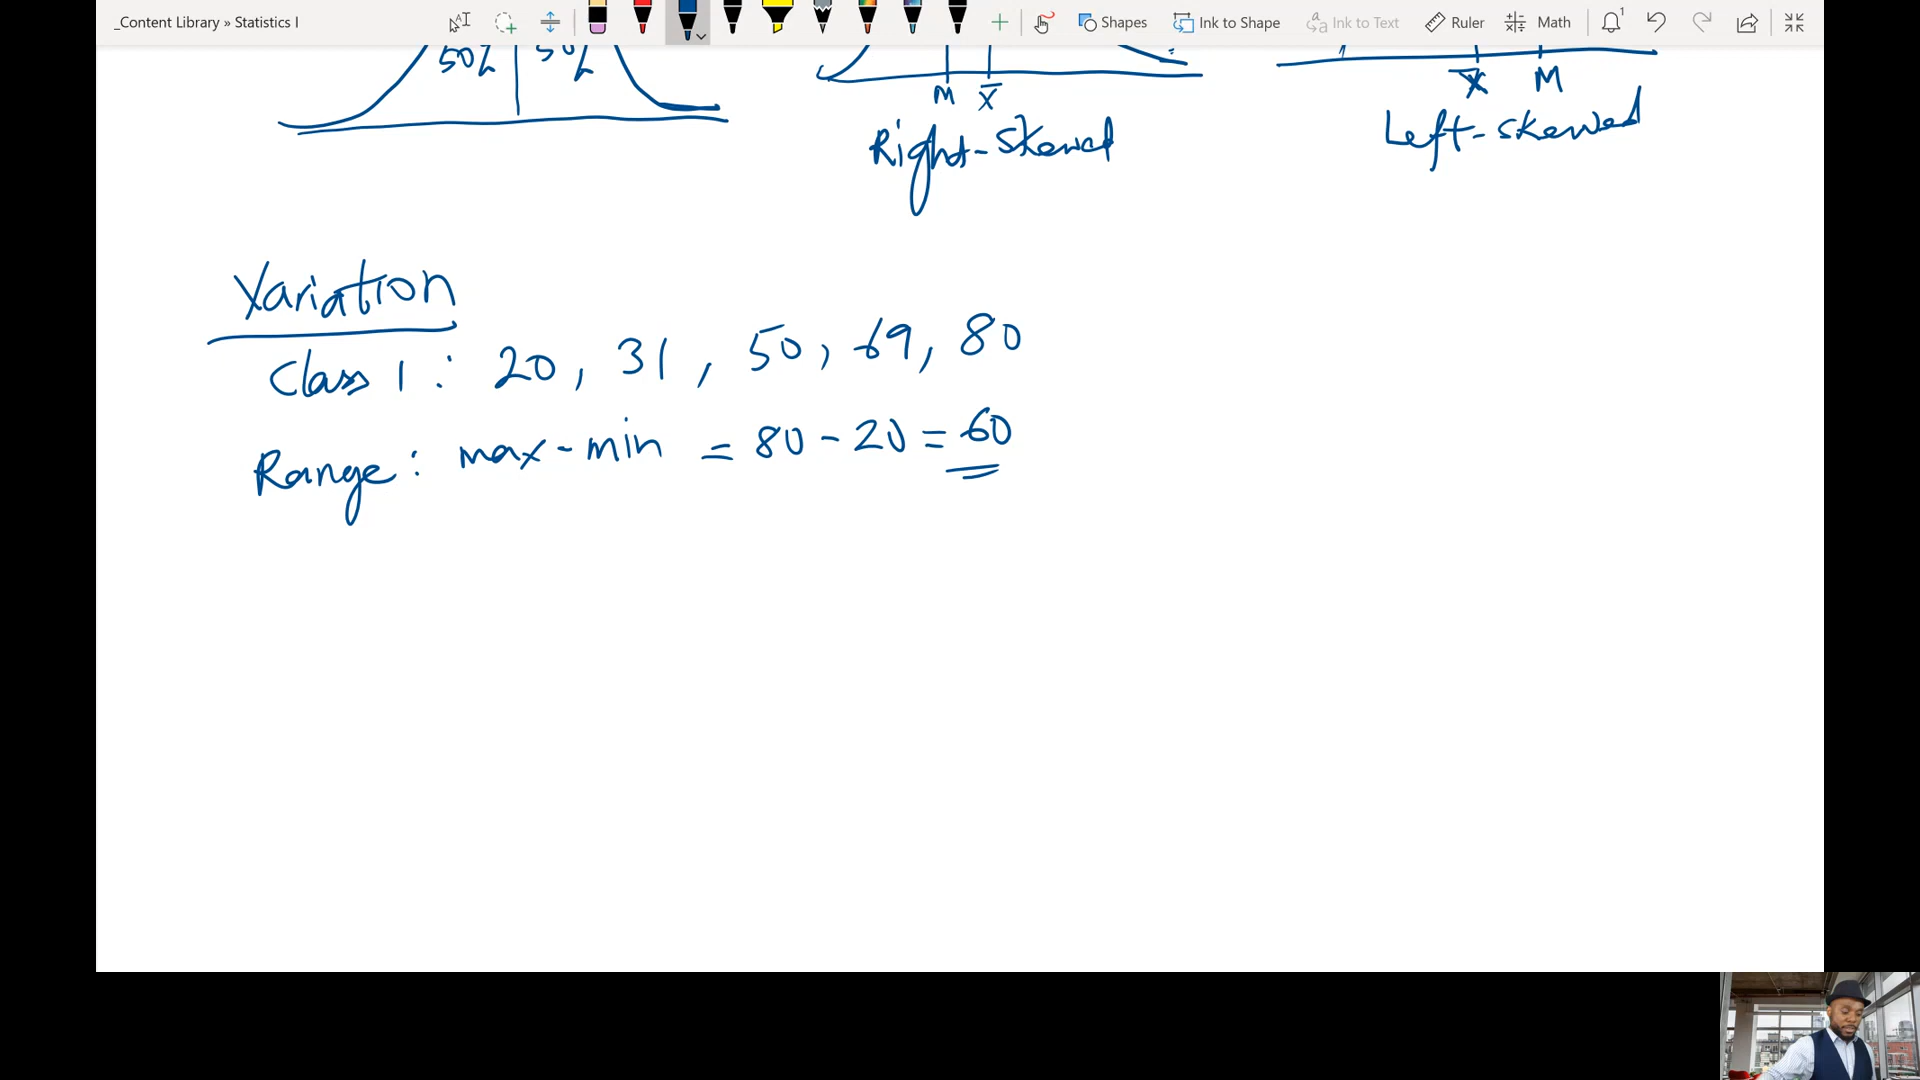 _Content Library » Statistics I
Shapes Ink to Shape Ink to Text Ruler Math 1
50% 50%
M X̅
X̅ M
Right-Skewed
Left-skewed
Variation
Class 1 : 20, 31, 50, 69, 80
Range: max-min = 80 - 20 = 60